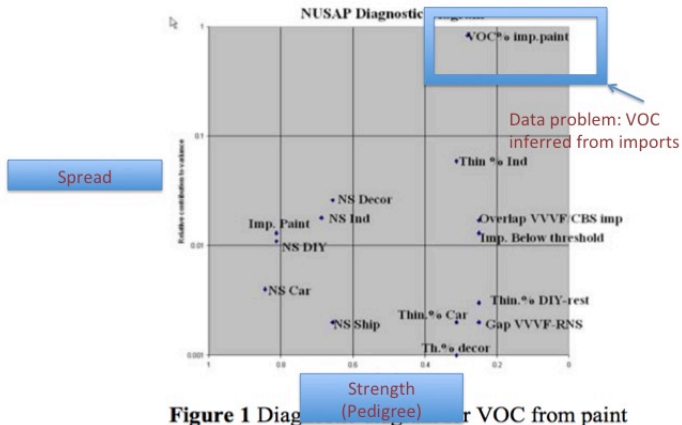 NUSAP Diagnostic
VOC% imp.paint
Data problem: VOC
inferred from imports
Spread
Relative contribution to variance
1
0.1
0.01
0.001
Thin % Ind
NS Decor
NS Ind
Imp. Paint
NS DIY
Overlap VVVF/CBS imp
Imp. Below threshold
NS Car
Thin.% DIY-rest
Thin.% Car
NS Ship
Gap VVVF-RNS
Th.% decor
1 0.8 0.6 0.4 0.2 0
Strength
(Pedigree)
Figure 1 VOC from paint